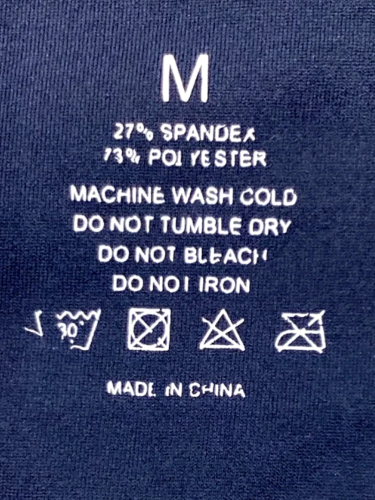 M
27% SPANDEX
73% POLYESTER
MACHINE WASH COLD
DO NOT TUMBLE DRY
DO NOT BLEACH
DO NOT IRON
30
MADE IN CHINA